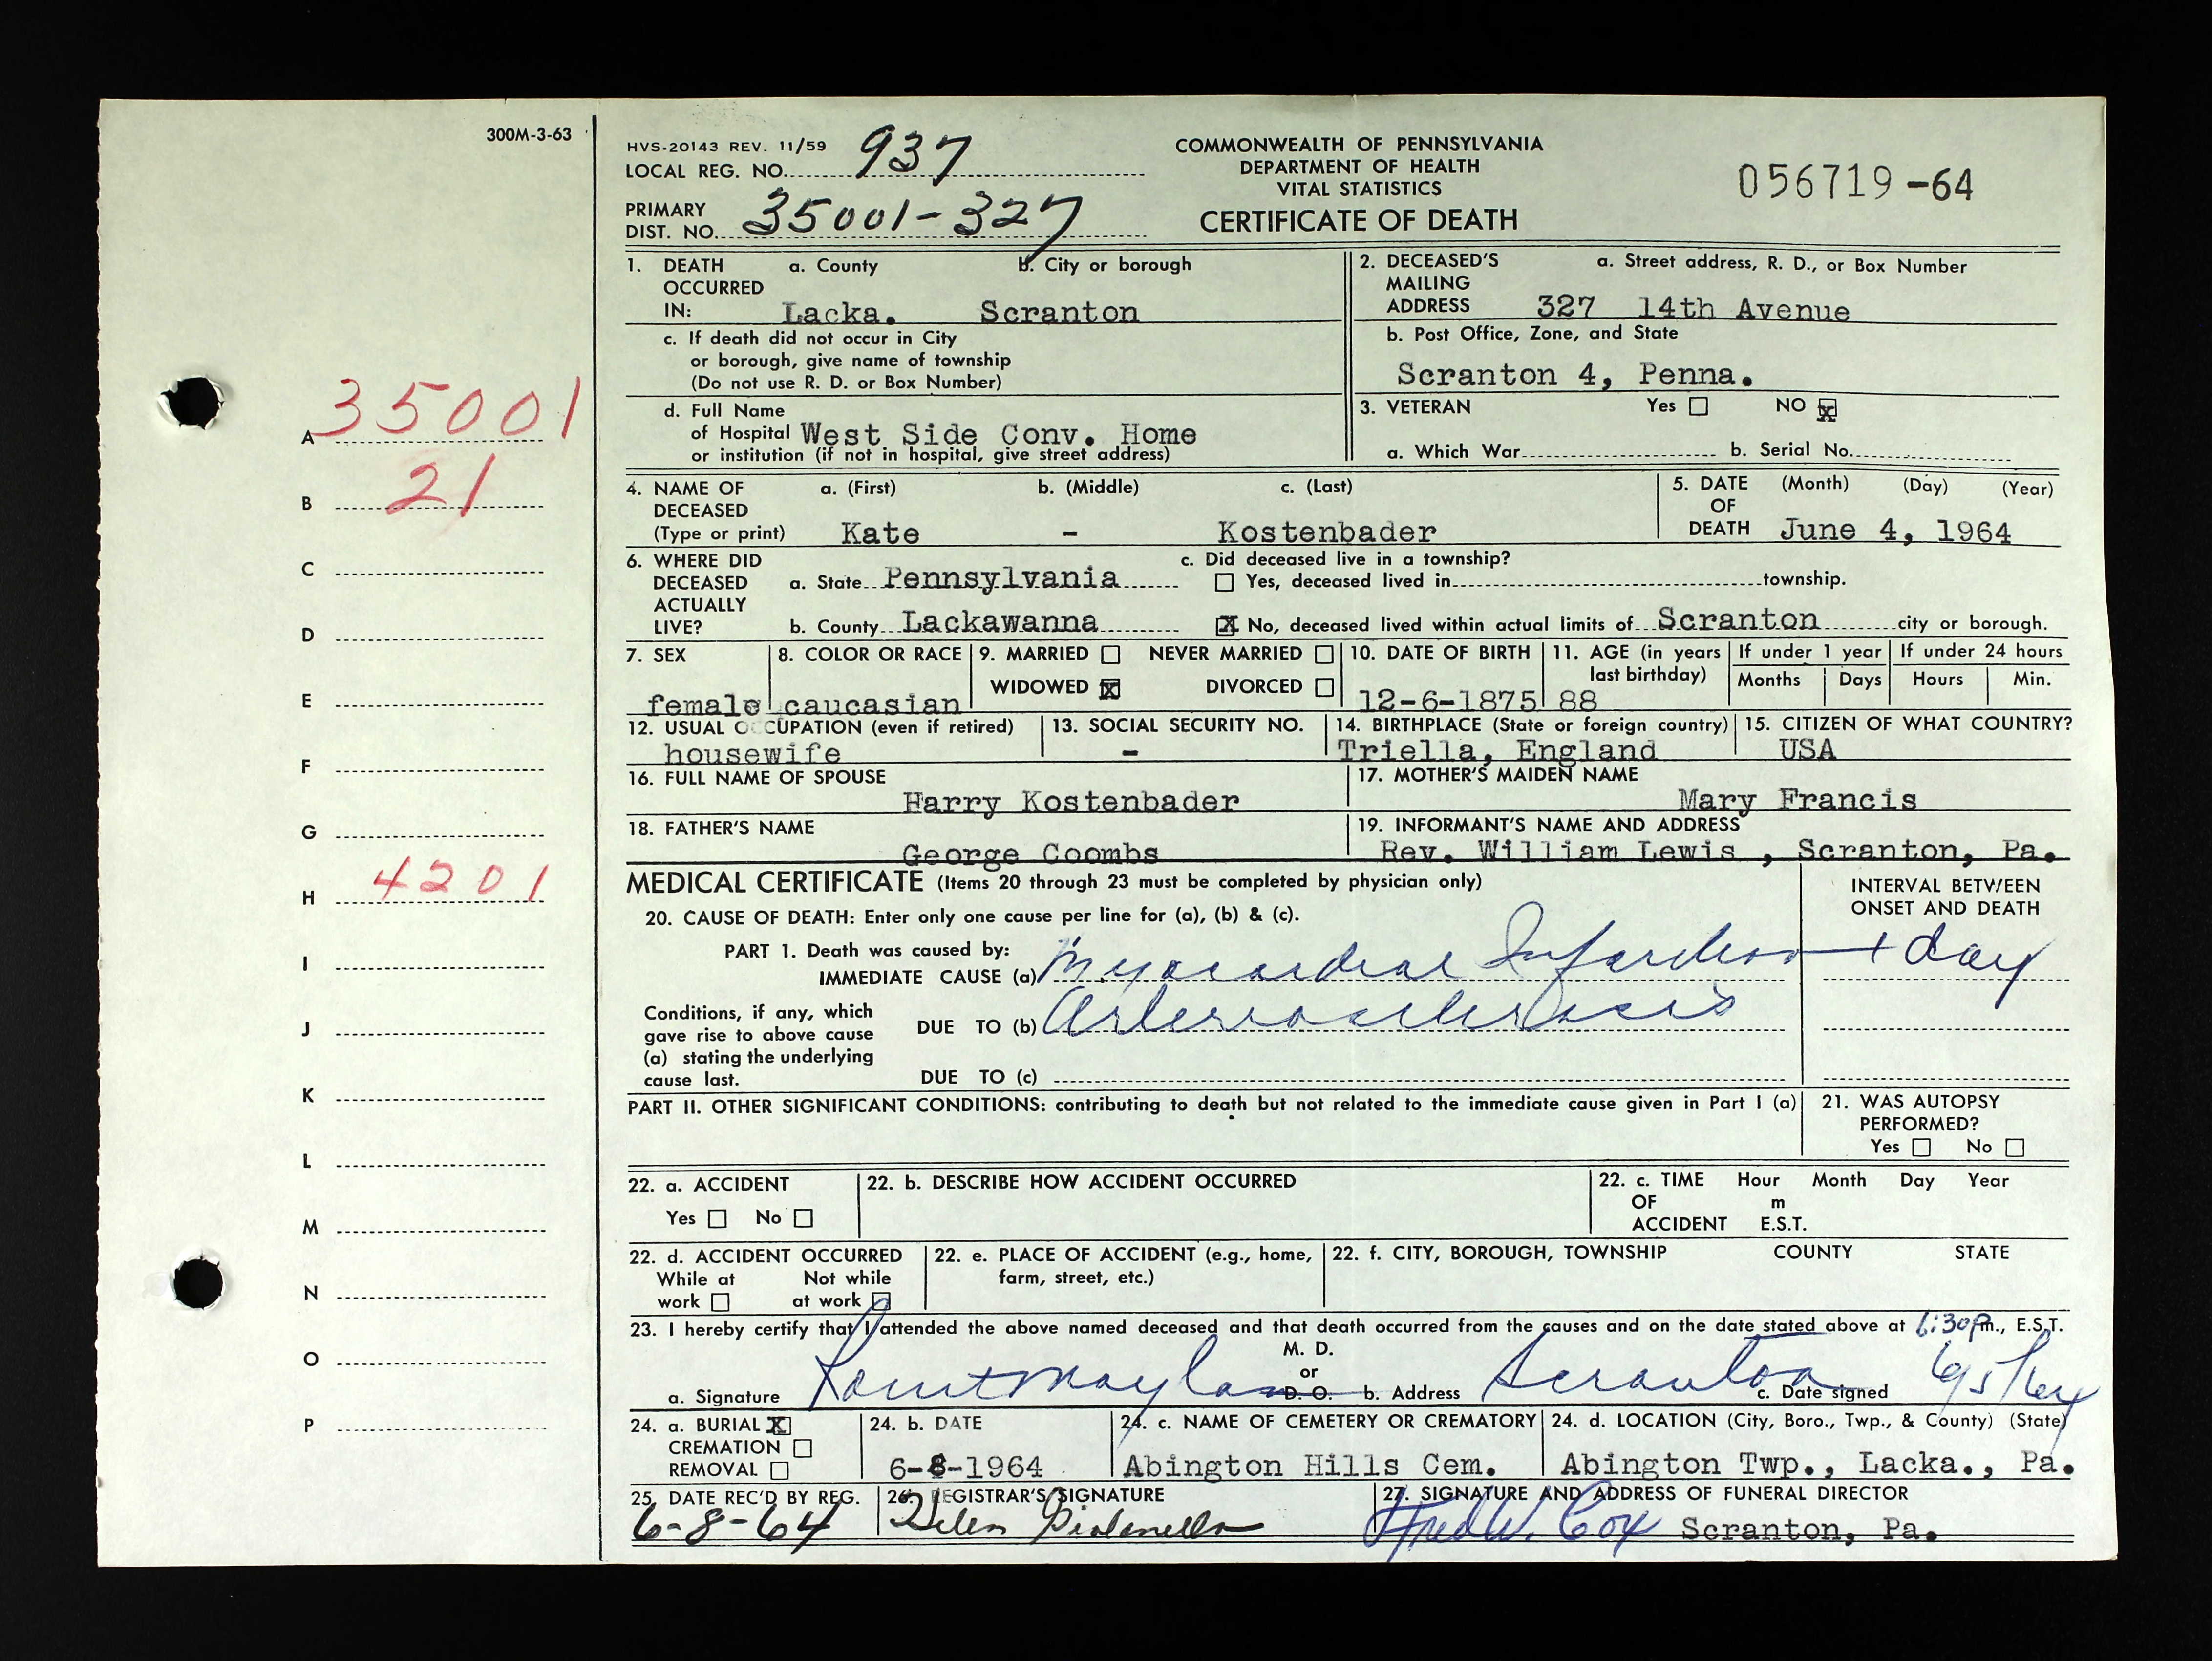 300M-3-63
HVS-20143 REV. 11/59
LOCAL REG. NO. 937
PRIMARY DIST. NO. 35001-327
COMMONWEALTH OF PENNSYLVANIA
DEPARTMENT OF HEALTH
VITAL STATISTICS
CERTIFICATE OF DEATH
056719-64
1. DEATH OCCURRED IN: a. County Lacka. b. City or borough Scranton
c. If death did not occur in City
or borough, give name of township
(Do not use R. D. or Box Number)
d. Full Name
of Hospital West Side Conv. Home
or institution (if not in hospital, give street address)
2. DECEASED'S MAILING ADDRESS a. Street address, R. D., or Box Number
327 14th Avenue
b. Post Office, Zone, and State
Scranton 4, Penna.
3. VETERAN Yes NO X
a. Which War b. Serial No.
4. NAME OF DECEASED (Type or print) a. (First) b. (Middle) c. (Last)
Kate - Kostenbader
5. DATE OF DEATH (Month) (Day) (Year)
June 4, 1964
6. WHERE DID DECEASED ACTUALLY LIVE?
a. State Pennsylvania
b. County Lackawanna
c. Did deceased live in a township?
Yes, deceased lived in township.
X No, deceased lived within actual limits of Scranton city or borough.
7. SEX female
8. COLOR OR RACE caucasian
9. MARRIED NEVER MARRIED
WIDOWED X DIVORCED
10. DATE OF BIRTH 12-6-1875
11. AGE (in years last birthday) 88
If under 1 year Months Days
If under 24 hours Hours Min.
12. USUAL OCCUPATION (even if retired) housewife
13. SOCIAL SECURITY NO. -
14. BIRTHPLACE (State or foreign country) Triella, England
15. CITIZEN OF WHAT COUNTRY? USA
16. FULL NAME OF SPOUSE Harry Kostenbader
17. MOTHER'S MAIDEN NAME Mary Francis
18. FATHER'S NAME George Coombs
19. INFORMANT'S NAME AND ADDRESS Rev. William Lewis , Scranton, Pa.
MEDICAL CERTIFICATE (Items 20 through 23 must be completed by physician only)
INTERVAL BETWEEN ONSET AND DEATH
20. CAUSE OF DEATH: Enter only one cause per line for (a), (b) & (c).
PART 1. Death was caused by:
IMMEDIATE CAUSE (a) Myocardial Infarction 1 day
Conditions, if any, which
gave rise to above cause
(a) stating the underlying
cause last.
DUE TO (b) Arteriosclerosis
DUE TO (c)
PART II. OTHER SIGNIFICANT CONDITIONS: contributing to death but not related to the immediate cause given in Part I (a)
21. WAS AUTOPSY PERFORMED?
Yes No
22. a. ACCIDENT
Yes No
22. b. DESCRIBE HOW ACCIDENT OCCURRED
22. c. TIME OF ACCIDENT Hour Month Day Year
m
E.S.T.
22. d. ACCIDENT OCCURRED
While at work Not while at work
22. e. PLACE OF ACCIDENT (e.g., home, farm, street, etc.)
22. f. CITY, BOROUGH, TOWNSHIP COUNTY STATE
23. I hereby certify that I attended the above named deceased and that death occurred from the causes and on the date stated above at 6:30 Pm., E.S.T.
a. Signature M. D. or D. O. b. Address Scranton c. Date signed
24. a. BURIAL X
CREMATION
REMOVAL
24. b. DATE 6-8-1964
24. c. NAME OF CEMETERY OR CREMATORY Abington Hills Cem.
24. d. LOCATION (City, Boro., Twp., & County) (State)
Abington Twp., Lacka., Pa.
25. DATE REC'D BY REG. 6-8-64
26. REGISTRAR'S SIGNATURE Helen
27. SIGNATURE AND ADDRESS OF FUNERAL DIRECTOR
Fred W. Cox Scranton, Pa.
A 35001
B 21
C
D
E
F
G
H 4201
I
J
K
L
M
N
O
P